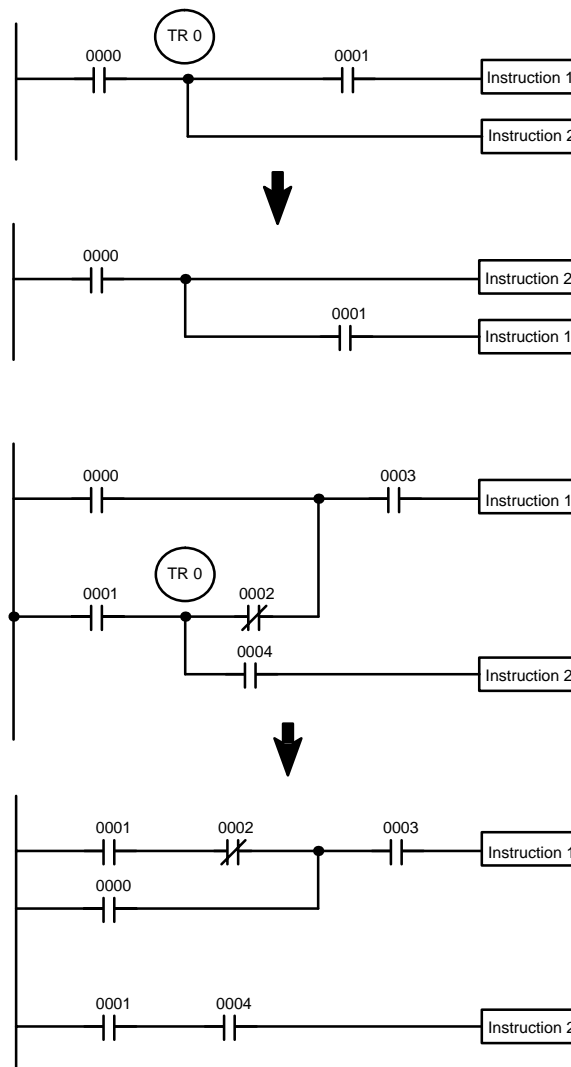 TR 0
0000 0001
Instruction 1
Instruction 2
0000
Instruction 2
0001
Instruction 1
0000 0003
Instruction 1
TR 0
0001 0002
0004
Instruction 2
0001 0002 0003
Instruction 1
0000
0001 0004
Instruction 2